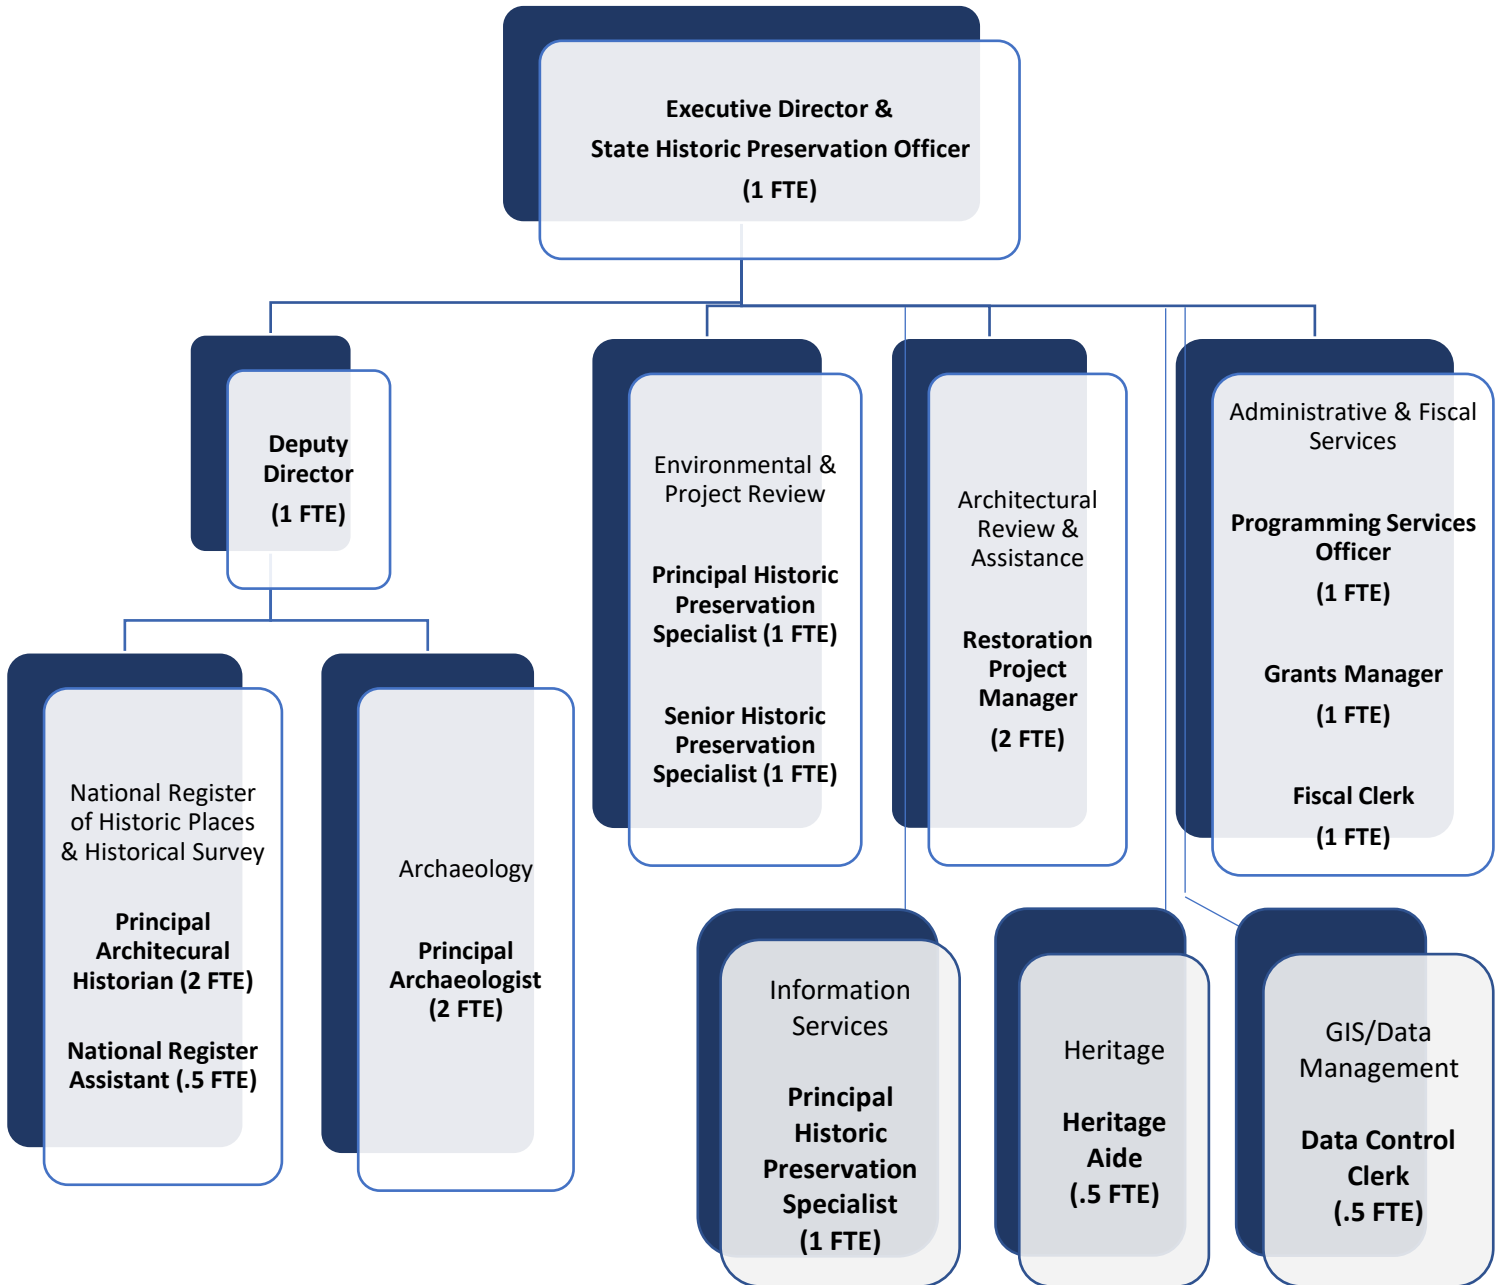 Executive Director &
State Historic Preservation Officer
(1 FTE)
Deputy
Director
(1 FTE)
Environmental &
Project Review
Principal Historic
Preservation
Specialist (1 FTE)
Senior Historic
Preservation
Specialist (1 FTE)
Architectural
Review &
Assistance
Restoration
Project
Manager
(2 FTE)
Administrative & Fiscal
Services
Programming Services
Officer
(1 FTE)
Grants Manager
(1 FTE)
Fiscal Clerk
(1 FTE)
National Register
of Historic Places
& Historical Survey
Principal
Architecural
Historian (2 FTE)
National Register
Assistant (.5 FTE)
Archaeology
Principal
Archaeologist
(2 FTE)
Information
Services
Principal
Historic
Preservation
Specialist
(1 FTE)
Heritage
Heritage
Aide
(.5 FTE)
GIS/Data
Management
Data Control
Clerk
(.5 FTE)